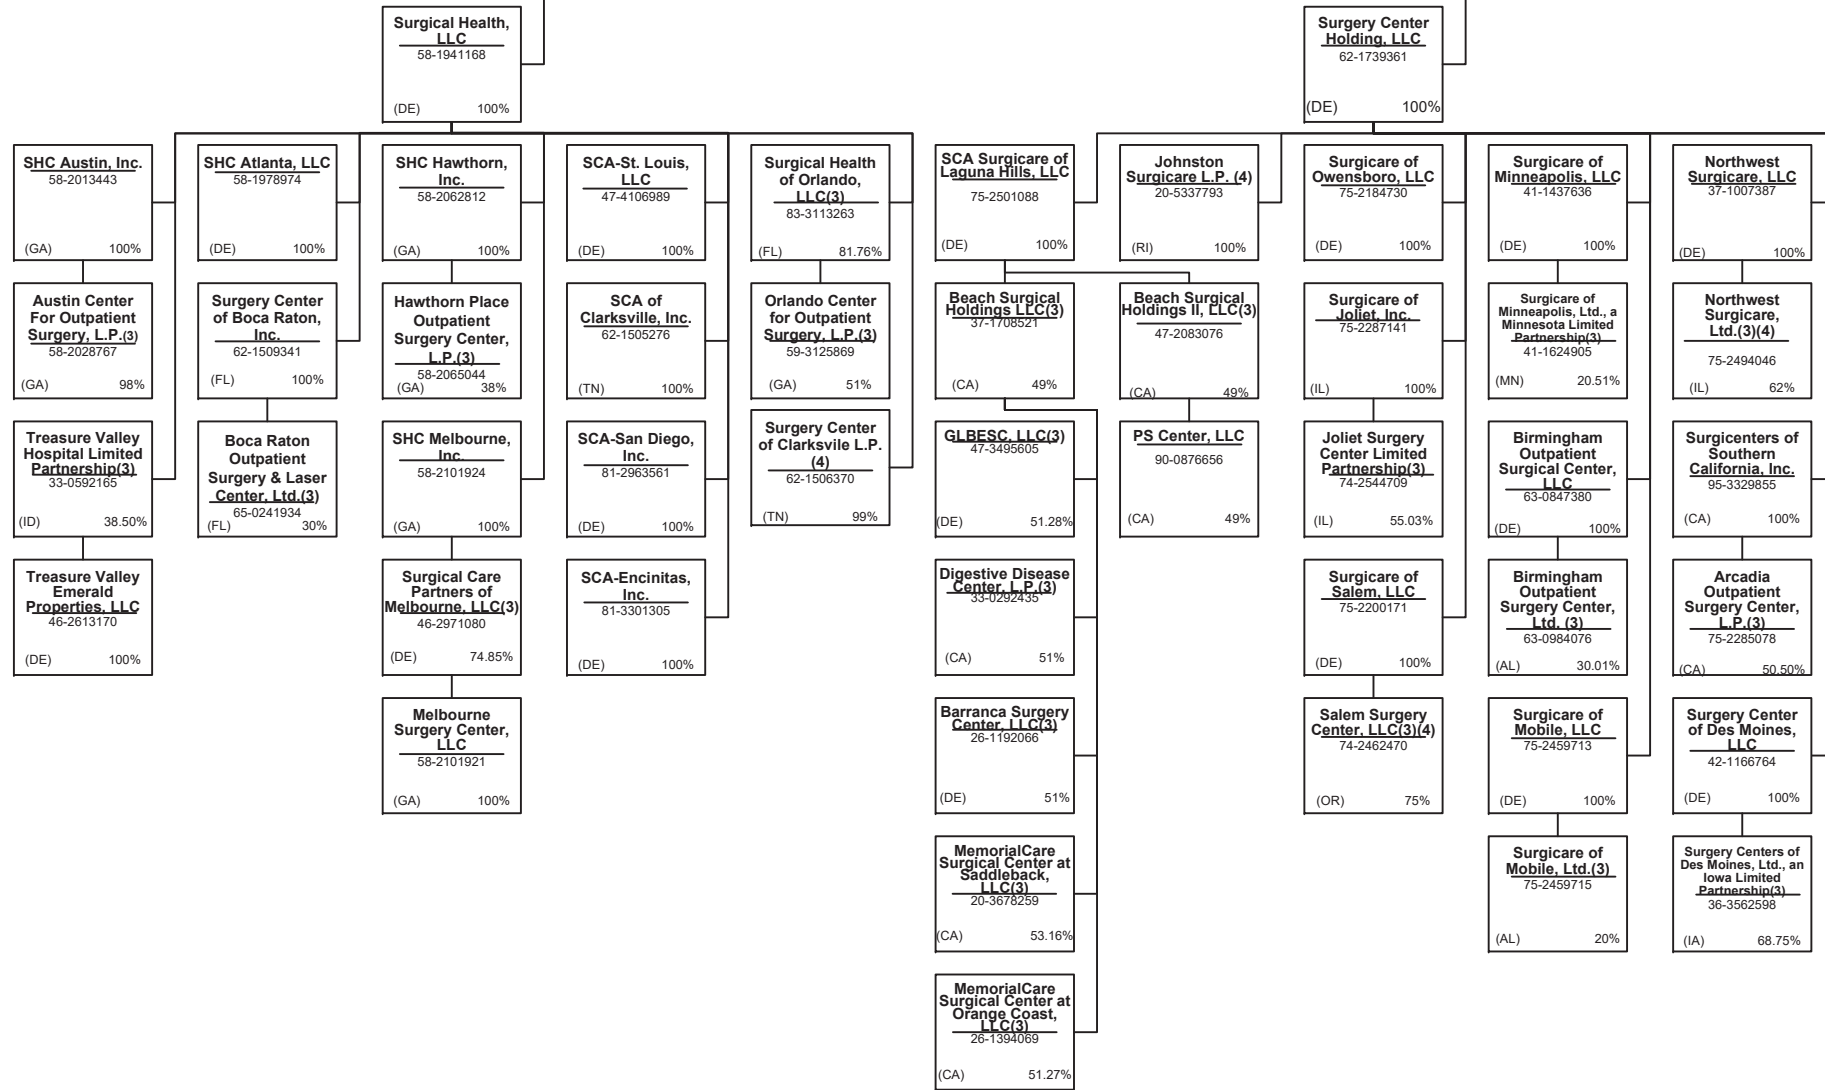 Surgical Health,
LLC
58-1941168
(DE) 100%
Surgery Center
Holding, LLC
62-1739361
(DE) 100%
SHC Austin, Inc.
58-2013443
(GA) 100%
SHC Atlanta, LLC
58-1978974
(DE) 100%
SHC Hawthorn,
Inc.
58-2062812
(GA) 100%
SCA-St. Louis,
LLC
47-4106989
(DE) 100%
Surgical Health
of Orlando,
LLC(3)
83-3113263
(FL) 81.76%
SCA Surgicare of
Laguna Hills, LLC
75-2501088
(DE) 100%
Johnston
Surgicare L.P. (4)
20-5337793
(RI) 100%
Surgicare of
Owensboro, LLC
75-2184730
(DE) 100%
Surgicare of
Minneapolis, LLC
41-1437636
(DE) 100%
Northwest
Surgicare, LLC
37-1007387
(DE) 100%
Austin Center
For Outpatient
Surgery, L.P.(3)
58-2028767
(GA) 98%
Surgery Center
of Boca Raton,
Inc.
62-1509341
(FL) 100%
Hawthorn Place
Outpatient
Surgery Center,
L.P.(3)
58-2065044
(GA) 38%
SCA of
Clarksville, Inc.
62-1505276
(TN) 100%
Orlando Center
for Outpatient
Surgery, L.P.(3)
59-3125869
(GA) 51%
Beach Surgical
Holdings LLC(3)
37-1708521
(CA) 49%
Beach Surgical
Holdings II, LLC(3)
47-2083076
(CA) 49%
Surgicare of
Joliet, Inc.
75-2287141
(IL) 100%
Surgicare of
Minneapolis, Ltd., a
Minnesota Limited
Partnership(3)
41-1624905
(MN) 20.51%
Northwest
Surgicare,
Ltd.(3)(4)
75-2494046
(IL) 62%
Treasure Valley
Hospital Limited
Partnership(3)
33-0592165
(ID) 38.50%
Boca Raton
Outpatient
Surgery & Laser
Center, Ltd.(3)
65-0241934
(FL) 30%
SHC Melbourne,
Inc.
58-2101924
(GA) 100%
SCA-San Diego,
Inc.
81-2963561
(DE) 100%
Surgery Center
of Clarksvile L.P.
(4)
62-1506370
(TN) 99%
GLBESC, LLC(3)
47-3495605
(DE) 51.28%
PS Center, LLC
90-0876656
(CA) 49%
Joliet Surgery
Center Limited
Partnership(3)
74-2544709
(IL) 55.03%
Birmingham
Outpatient
Surgical Center,
LLC
63-0847380
(DE) 100%
Surgicenters of
Southern
California, Inc.
95-3329855
(CA) 100%
Treasure Valley
Emerald
Properties, LLC
46-2613170
(DE) 100%
Surgical Care
Partners of
Melbourne, LLC(3)
46-2971080
(DE) 74.85%
SCA-Encinitas,
Inc.
81-3301305
(DE) 100%
Digestive Disease
Center, L.P.(3)
33-0292435
(CA) 51%
Surgicare of
Salem, LLC
75-2200171
(DE) 100%
Birmingham
Outpatient
Surgery Center,
Ltd. (3)
63-0984076
(AL) 30.01%
Arcadia
Outpatient
Surgery Center,
L.P.(3)
75-2285078
(CA) 50.50%
Melbourne
Surgery Center,
LLC
58-2101921
(GA) 100%
Barranca Surgery
Center, LLC(3)
26-1192066
(DE) 51%
Salem Surgery
Center, LLC(3)(4)
74-2462470
(OR) 75%
Surgicare of
Mobile, LLC
75-2459713
(DE) 100%
Surgery Center
of Des Moines,
LLC
42-1166764
(DE) 100%
MemorialCare
Surgical Center at
Saddleback,
LLC(3)
20-3678259
(CA) 53.16%
Surgicare of
Mobile, Ltd.(3)
75-2459715
(AL) 20%
Surgery Centers of
Des Moines, Ltd., an
Iowa Limited
Partnership(3)
36-3562598
(IA) 68.75%
MemorialCare
Surgical Center at
Orange Coast,
LLC(3)
26-1394069
(CA) 51.27%